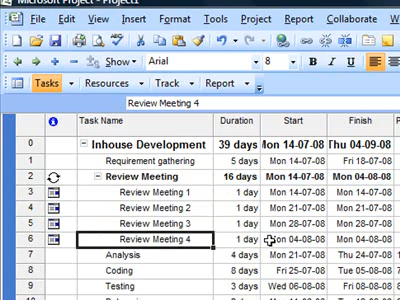 Microsoft Project - Project1
File Edit View Insert Format Tools Project Report Collaborate
Show Arial 8 B I U
Tasks Resources Track Report
Review Meeting 4
Task Name Duration Start Finish
0 Inhouse Development 39 days Mon 14-07-08 Thu 04-09-08
1 Requirement gathering 5 days Mon 14-07-08 Fri 18-07-08
2 Review Meeting 16 days Mon 14-07-08 Mon 04-08-08
3 Review Meeting 1 1 day Mon 14-07-08 Mon 14-07-08
4 Review Meeting 2 1 day Mon 21-07-08 Mon 21-07-08
5 Review Meeting 3 1 day Mon 28-07-08 Mon 28-07-08
6 Review Meeting 4 1 day Mon 04-08-08 Mon 04-08-08
7 Analysis 4 days Mon 21-07-08 Thu 24-07-08
8 Coding 8 days Fri 25-07-08 Tue 05-08-08
9 Testing 3 days Wed 06-08-08 Fri 08-08-08